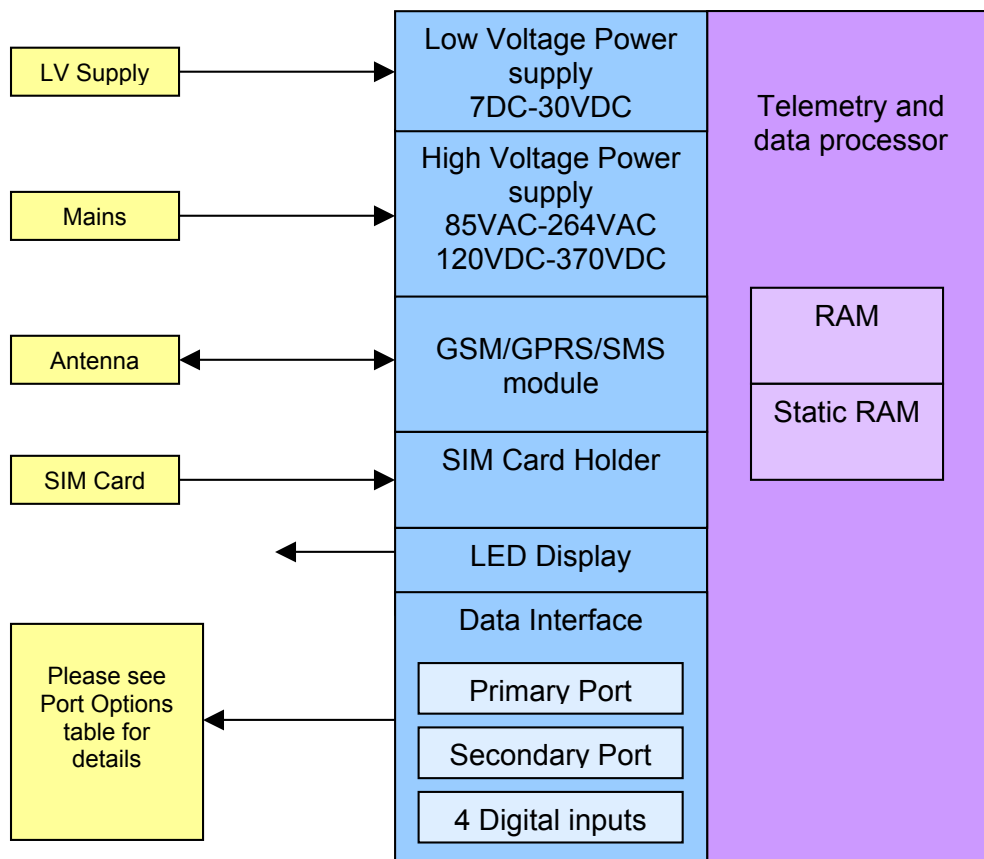 LV Supply
Low Voltage Power
supply
7DC-30VDC
Mains
High Voltage Power
supply
85VAC-264VAC
120VDC-370VDC
Antenna
GSM/GPRS/SMS
module
SIM Card
SIM Card Holder
LED Display
Please see
Port Options
table for
details
Data Interface
Primary Port
Secondary Port
4 Digital inputs
Telemetry and
data processor
RAM
Static RAM